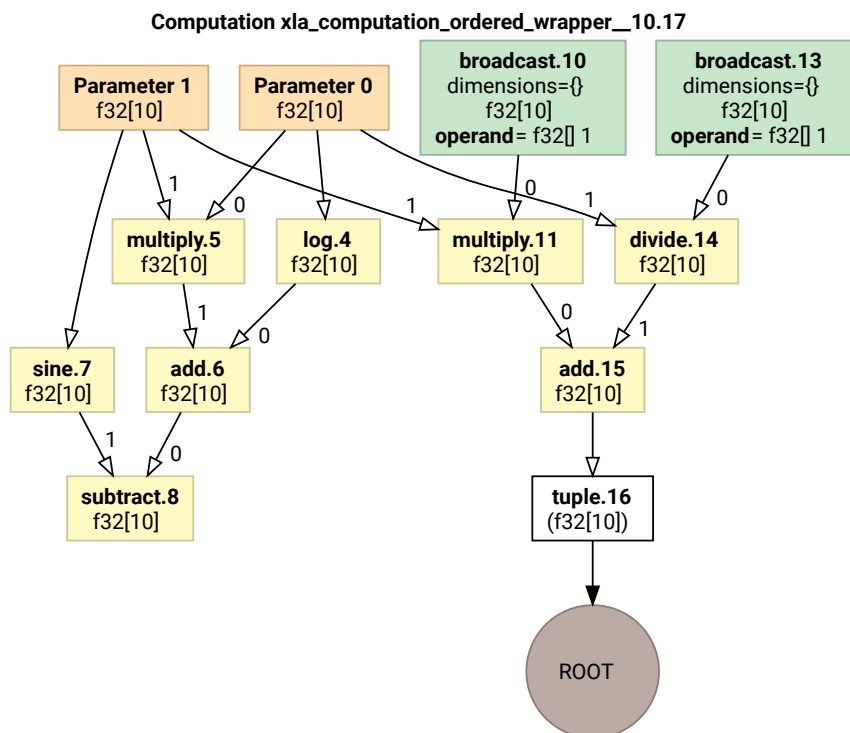 Computation xla_computation_ordered_wrapper__10.17
Parameter 1
f32[10]
Parameter 0
f32[10]
broadcast.10
dimensions={}
f32[10]
operand= f32[] 1
broadcast.13
dimensions={}
f32[10]
operand= f32[] 1
1
0
1
0
1
0
multiply.5
f32[10]
log.4
f32[10]
multiply.11
f32[10]
divide.14
f32[10]
1
0
0
1
sine.7
f32[10]
add.6
f32[10]
add.15
f32[10]
1
0
subtract.8
f32[10]
tuple.16
(f32[10])
ROOT